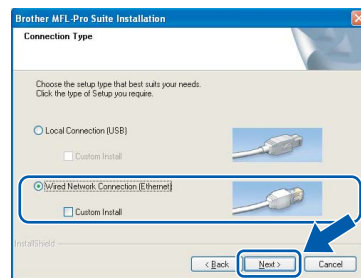 Brother MFL-Pro Suite Installation
Connection Type
Choose the setup type that best suits your needs.
Click the type of Setup you require.
Local Connection (USB)
Custom Install
Wired Network Connection (Ethernet)
Custom Install
InstallShield
< Back
Next >
Cancel